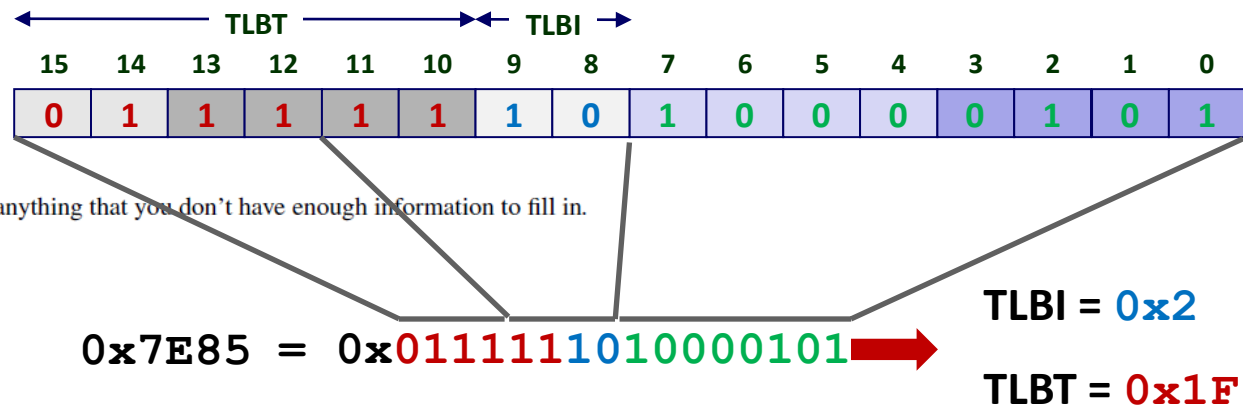 TLBT TLBI
15 14 13 12 11 10 9 8 7 6 5 4 3 2 1 0
0 1 1 1 1 1 1 0 1 0 0 0 0 1 0 1
anything that you don't have enough information to fill in.
TLBI = 0x2
0x7E85 = 0x0111111010000101
TLBT = 0x1F